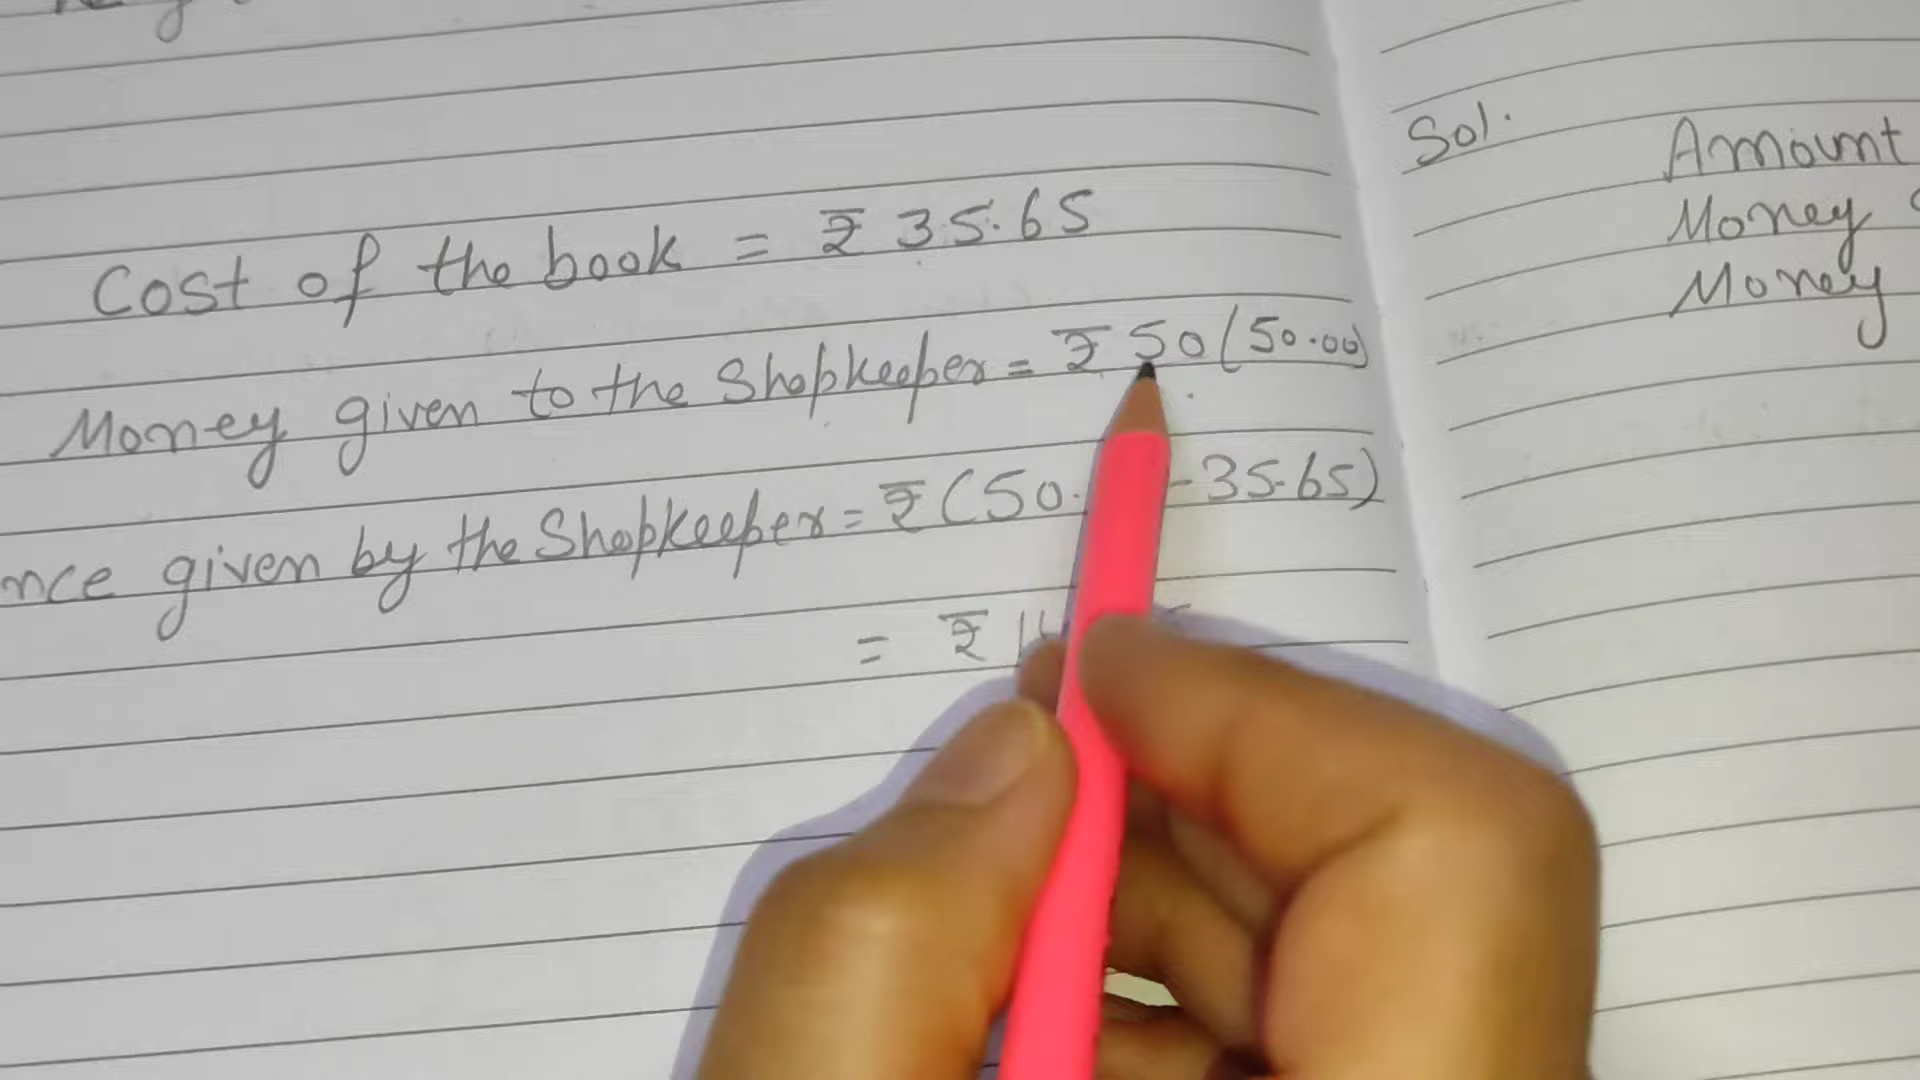 Cost of the book = ₹ 35.65
Money given to the Shopkeeper = ₹ 50 (50.00)
nce given by the Shopkeeper = ₹ (50. - 35.65)
= ₹ 14
Sol. Amount
Money
Money